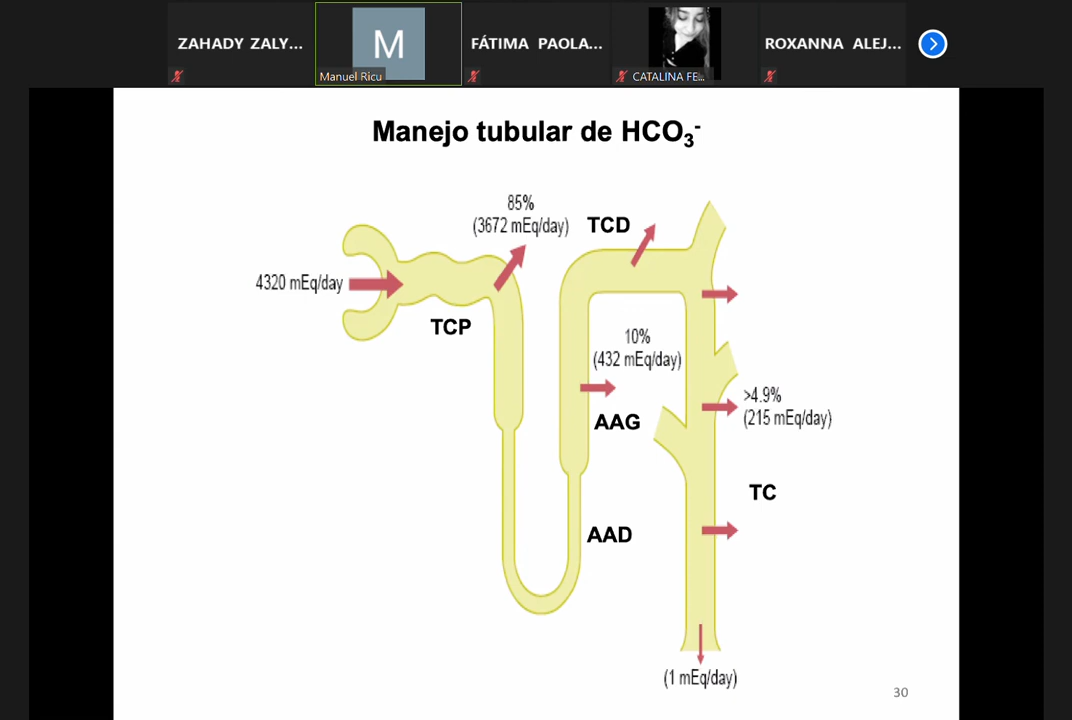 ZAHADY ZALY...
M
Manuel Ricu
FÁTIMA PAOLA...
CATALINA FE...
ROXANNA ALEJ...
Manejo tubular de HCO₃⁻
85%
(3672 mEq/day)
TCD
4320 mEq/day
TCP
10%
(432 mEq/day)
>4.9%
(215 mEq/day)
AAG
TC
AAD
(1 mEq/day)
30